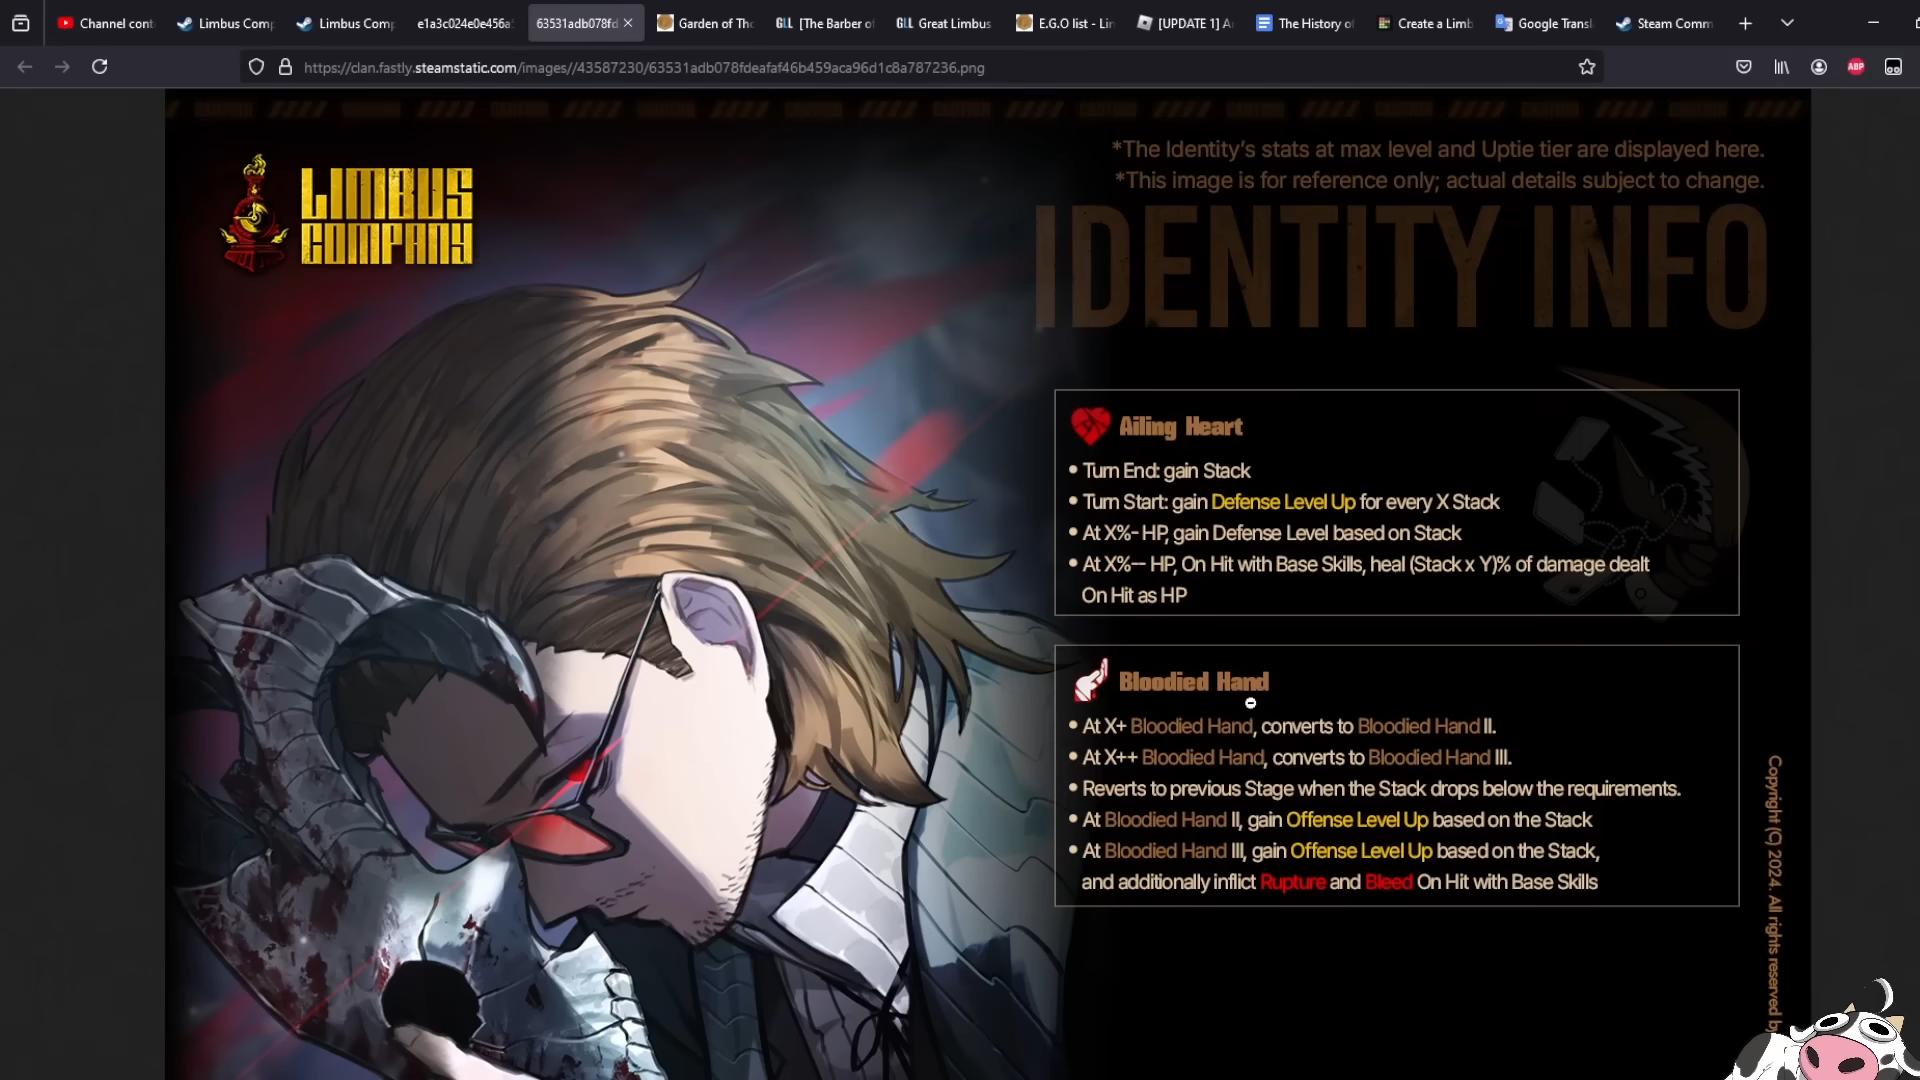 Channel cont
Limbus Comp
Limbus Comp
e1a3c024e0e456a
63531adb078fd
Garden of Tho
[The Barber of
Great Limbus
E.G.O list - Lim
[UPDATE 1] A
The History of
Create a Limb
Google Transl
Steam Comm
https://clan.fastly.steamstatic.com/images//43587230/63531adb078fdeafaf46b459aca96d1c8a787236.png
ABP
LIMBUS
COMPANY
*The Identity's stats at max level and Uptie tier are displayed here.
*This image is for reference only; actual details subject to change.
IDENTITY INFO
Ailing Heart
• Turn End: gain Stack
• Turn Start: gain Defense Level Up for every X Stack
• At X%- HP, gain Defense Level based on Stack
• At X%-- HP, On Hit with Base Skills, heal (Stack x Y)% of damage dealt
On Hit as HP
Bloodied Hand
• At X+ Bloodied Hand, converts to Bloodied Hand II.
• At X++ Bloodied Hand, converts to Bloodied Hand III.
• Reverts to previous Stage when the Stack drops below the requirements.
• At Bloodied Hand II, gain Offense Level Up based on the Stack
• At Bloodied Hand III, gain Offense Level Up based on the Stack,
and additionally inflict Rupture and Bleed On Hit with Base Skills
Copyright (C) 2024. All rights reserved by